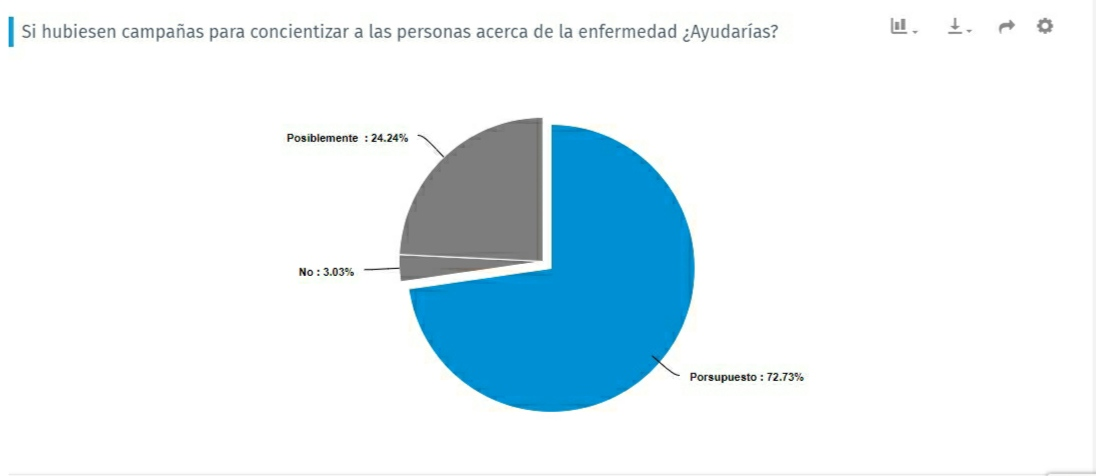 Si hubiesen campañas para concientizar a las personas acerca de la enfermedad ¿Ayudarías?
Posiblemente : 24.24%
No : 3.03%
Porsupuesto : 72.73%